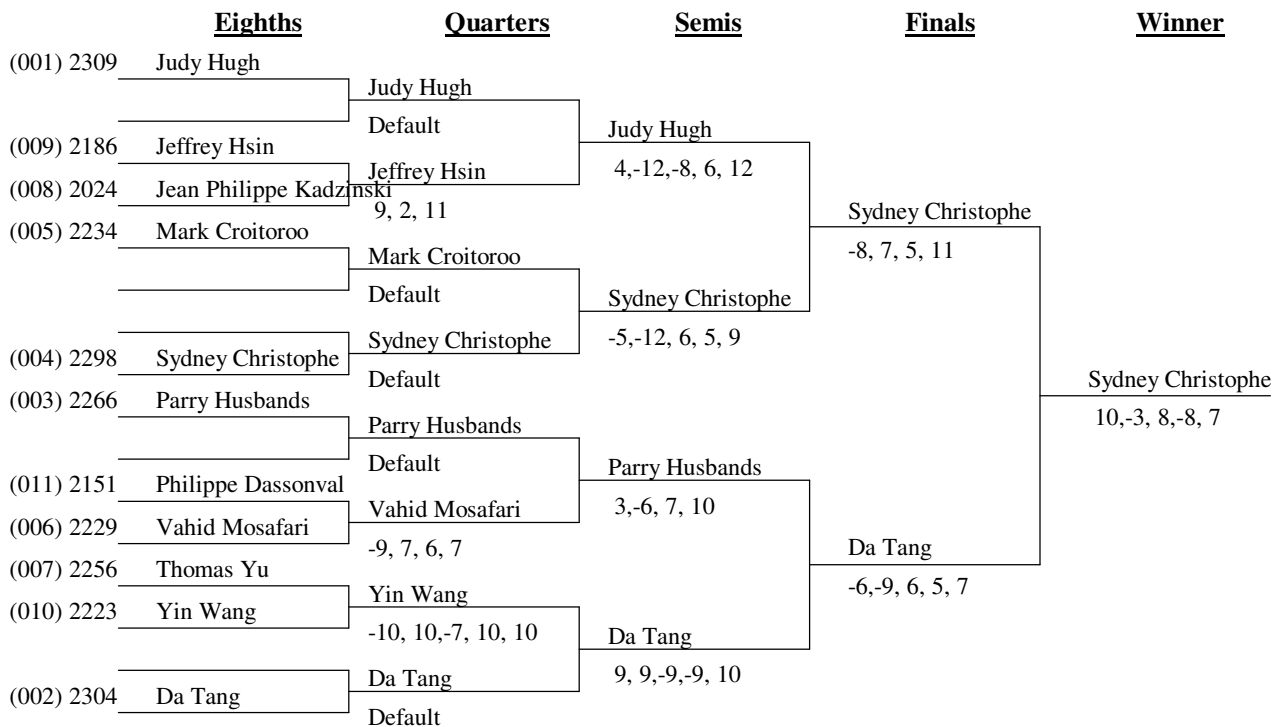 Eighths Quarters Semis Finals Winner
(001) 2309 Judy Hugh
Judy Hugh
Default
Judy Hugh
4,-12,-8, 6, 12
(009) 2186 Jeffrey Hsin
Jeffrey Hsin
9, 2, 11
(008) 2024 Jean Philippe Kadzinski
(005) 2234 Mark Croitoroo
Sydney Christophe
-8, 7, 5, 11
Mark Croitoroo
Default
Sydney Christophe
-5,-12, 6, 5, 9
Sydney Christophe
Default
(004) 2298 Sydney Christophe
(003) 2266 Parry Husbands
Sydney Christophe
10,-3, 8,-8, 7
Parry Husbands
Default
Parry Husbands
3,-6, 7, 10
(011) 2151 Philippe Dassonval
Vahid Mosafari
-9, 7, 6, 7
(006) 2229 Vahid Mosafari
(007) 2256 Thomas Yu
Da Tang
-6,-9, 6, 5, 7
Yin Wang
-10, 10,-7, 10, 10
(010) 2223 Yin Wang
Da Tang
9, 9,-9,-9, 10
Da Tang
Default
(002) 2304 Da Tang